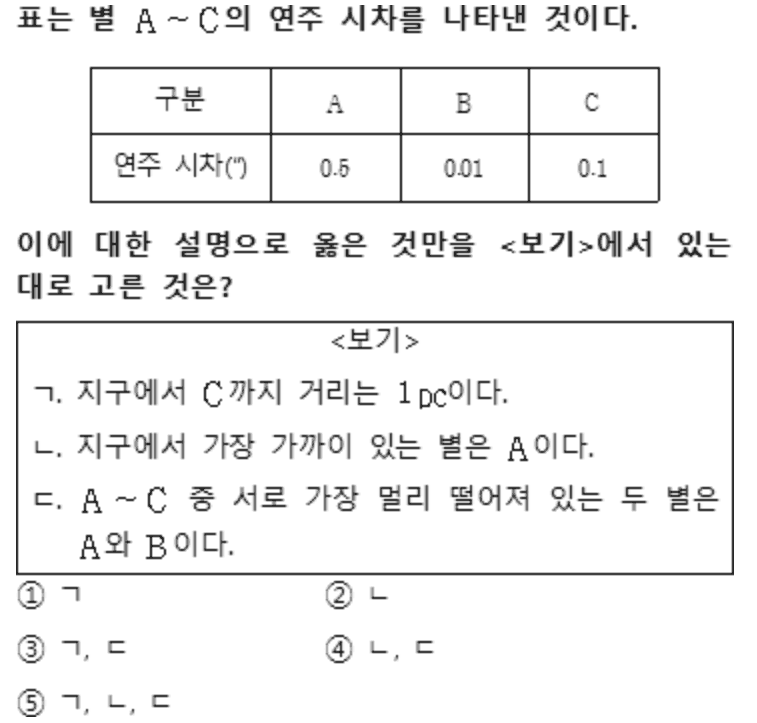 표는 별 A ~ C의 연주 시차를 나타낸 것이다.
구분 A B C
연주 시차(") 0.5 0.01 0.1
이에 대한 설명으로 옳은 것만을 <보기>에서 있는
대로 고른 것은?
<보기>
ㄱ. 지구에서 C까지 거리는 1pc이다.
ㄴ. 지구에서 가장 가까이 있는 별은 A이다.
ㄷ. A ~ C 중 서로 가장 멀리 떨어져 있는 두 별은
A와 B이다.
① ㄱ ② ㄴ
③ ㄱ, ㄷ ④ ㄴ, ㄷ
⑤ ㄱ, ㄴ, ㄷ